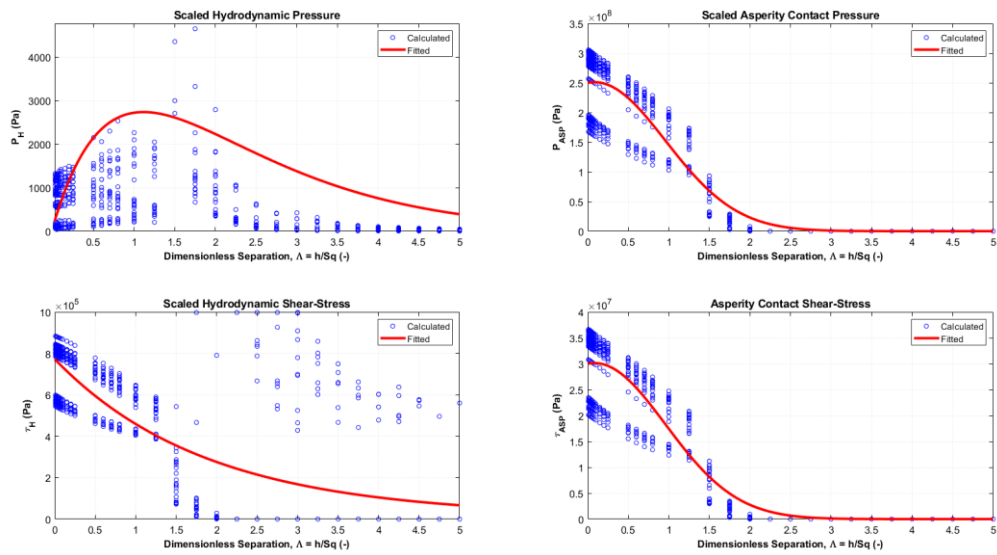 Scaled Hydrodynamic Pressure
Calculated
Fitted
P_H (Pa)
4000
3000
2000
1000
0
0.5 1 1.5 2 2.5 3 3.5 4 4.5 5
Dimensionless Separation, Λ = h/Sq (-)
Scaled Asperity Contact Pressure
×10^8
Calculated
Fitted
P_ASP (Pa)
3.5
3
2.5
2
1.5
1
0.5
0
0 0.5 1 1.5 2 2.5 3 3.5 4 4.5 5
Dimensionless Separation, Λ = h/Sq (-)
Scaled Hydrodynamic Shear-Stress
×10^5
Calculated
Fitted
τ_H (Pa)
10
8
6
4
2
0
0 0.5 1 1.5 2 2.5 3 3.5 4 4.5 5
Dimensionless Separation, Λ = h/Sq (-)
Asperity Contact Shear-Stress
×10^7
Calculated
Fitted
τ_ASP (Pa)
4
3.5
3
2.5
2
1.5
1
0.5
0
0 0.5 1 1.5 2 2.5 3 3.5 4 4.5 5
Dimensionless Separation, Λ = h/Sq (-)